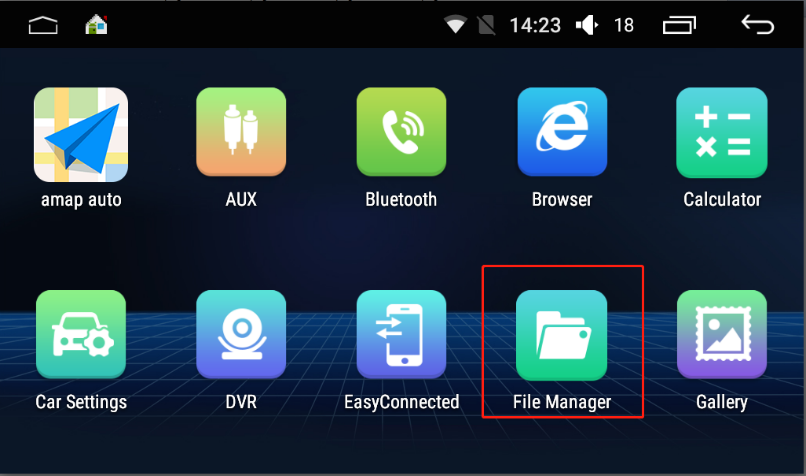 14:23 18
amap auto AUX Bluetooth Browser Calculator
Car Settings DVR EasyConnected File Manager Gallery